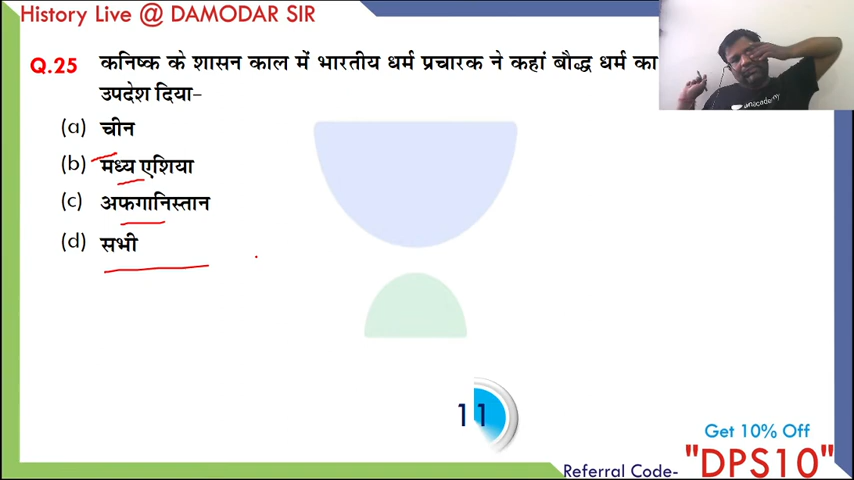 History Live @ DAMODAR SIR
Q.25 कनिष्क के शासन काल में भारतीय धर्म प्रचारक ने कहां बौद्ध धर्म का
उपदेश दिया–
(a) चीन
(b) मध्य एशिया
(c) अफगानिस्तान
(d) सभी
unacademy
11
Get 10% Off
Referral Code- "DPS10"